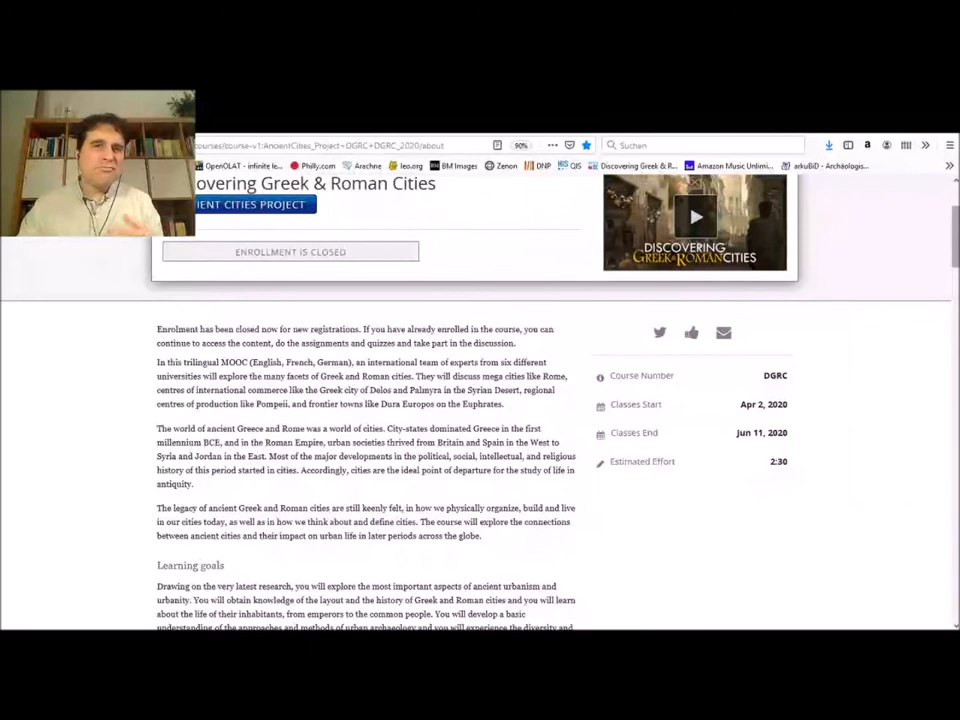 courses/course-v1:AncientCities_Project+DGRC+DGRC_2020/about
90%
Suchen
OpenOLAT - infinite le...
Philly.com
Arachne
leo.org
BM Images
Zenon
DNP
QIS
Discovering Greek & R...
Amazon Music Unlimi...
arkuBiD - Archäologis...
overing Greek & Roman Cities
IENT CITIES PROJECT
ENROLLMENT IS CLOSED
DISCOVERING
GREEK & ROMAN CITIES
Enrolment has been closed now for new registrations. If you have already enrolled in the course, you can
continue to access the content, do the assignments and quizzes and take part in the discussion.
In this trilingual MOOC (English, French, German), an international team of experts from six different
universities will explore the many facets of Greek and Roman cities. They will discuss mega cities like Rome,
centres of international commerce like the Greek city of Delos and Palmyra in the Syrian Desert, regional
centres of production like Pompeii, and frontier towns like Dura Europos on the Euphrates.
The world of ancient Greece and Rome was a world of cities. City-states dominated Greece in the first
millennium BCE, and in the Roman Empire, urban societies thrived from Britain and Spain in the West to
Syria and Jordan in the East. Most of the major developments in the political, social, intellectual, and religious
history of this period started in cities. Accordingly, cities are the ideal point of departure for the study of life in
antiquity.
The legacy of ancient Greek and Roman cities are still keenly felt, in how we physically organize, build and live
in our cities today, as well as in how we think about and define cities. The course will explore the connections
between ancient cities and their impact on urban life in later periods across the globe.
Learning goals
Drawing on the very latest research, you will explore the most important aspects of ancient urbanism and
urbanity. You will obtain knowledge of the layout and the history of Greek and Roman cities and you will learn
about the life of their inhabitants, from emperors to the common people. You will develop a basic
understanding of the approaches and methods of urban archaeology and you will experience the diversity and
Course Number DGRC
Classes Start Apr 2, 2020
Classes End Jun 11, 2020
Estimated Effort 2:30